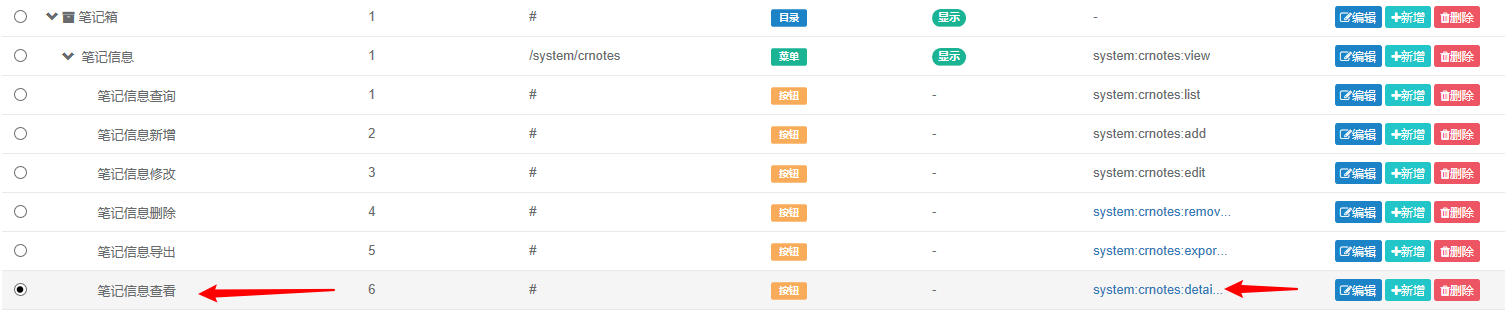 笔记箱 1 # 目录 显示 - 编辑 新增 删除
笔记信息 1 /system/crnotes 菜单 显示 system:crnotes:view 编辑 新增 删除
笔记信息查询 1 # 按钮 - system:crnotes:list 编辑 新增 删除
笔记信息新增 2 # 按钮 - system:crnotes:add 编辑 新增 删除
笔记信息修改 3 # 按钮 - system:crnotes:edit 编辑 新增 删除
笔记信息删除 4 # 按钮 - system:crnotes:remov... 编辑 新增 删除
笔记信息导出 5 # 按钮 - system:crnotes:expor... 编辑 新增 删除
笔记信息查看 6 # 按钮 - system:crnotes:detai... 编辑 新增 删除